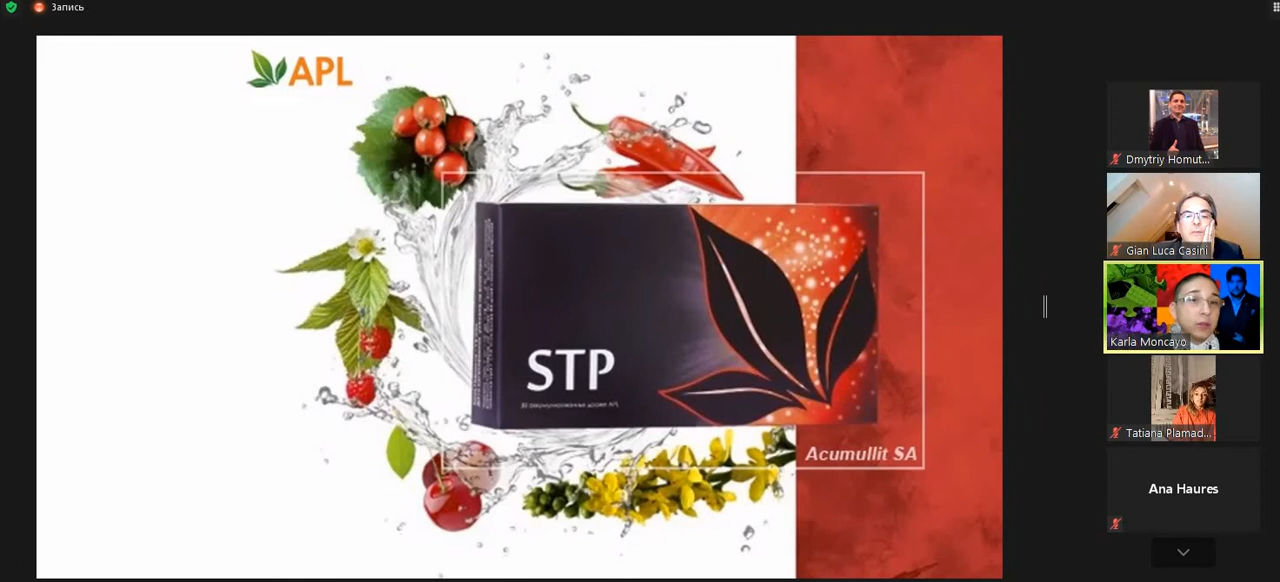 Запись
APL
STP
Acumullit SA
Dmytriy Homut...
Gian Luca Casini
Karla Moncayo
Tatiana Plamad...
Ana Haures